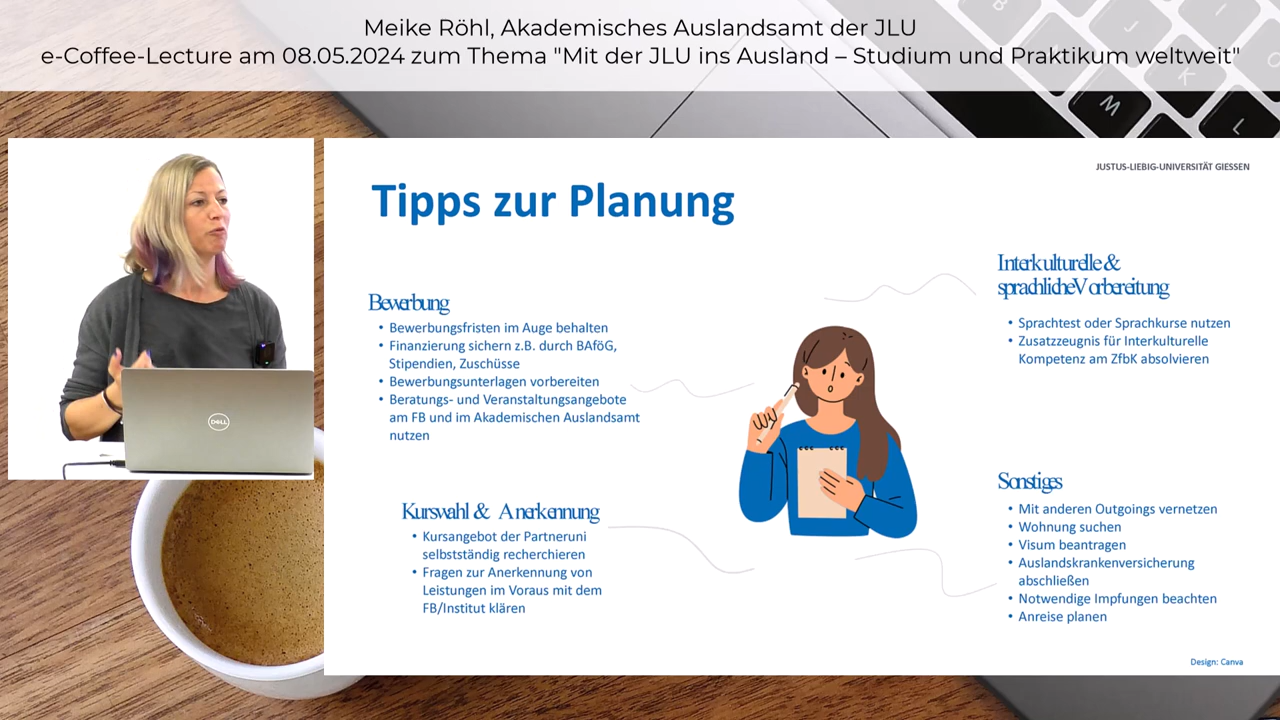 Meike Röhl, Akademisches Auslandsamt der JLU
e-Coffee-Lecture am 08.05.2024 zum Thema "Mit der JLU ins Ausland – Studium und Praktikum weltweit"
JUSTUS-LIEBIG-UNIVERSITÄT GIESSEN
Tipps zur Planung
Bewerbung
• Bewerbungsfristen im Auge behalten
• Finanzierung sichern z.B. durch BAföG,
Stipendien, Zuschüsse
• Bewerbungsunterlagen vorbereiten
• Beratungs- und Veranstaltungsangebote
am FB und im Akademischen Auslandsamt
nutzen
Kurswahl & Anerkennung
• Kursangebot der Partneruni
selbstständig recherchieren
• Fragen zur Anerkennung von
Leistungen im Voraus mit dem
FB/Institut klären
Interkulturelle &
sprachliche Vorbereitung
• Sprachtest oder Sprachkurse nutzen
• Zusatzzeugnis für Interkulturelle
Kompetenz am ZfbK absolvieren
Sonstiges
• Mit anderen Outgoings vernetzen
• Wohnung suchen
• Visum beantragen
• Auslandskrankenversicherung
abschließen
• Notwendige Impfungen beachten
• Anreise planen
Design: Canva
DELL
B
J
K
M
L